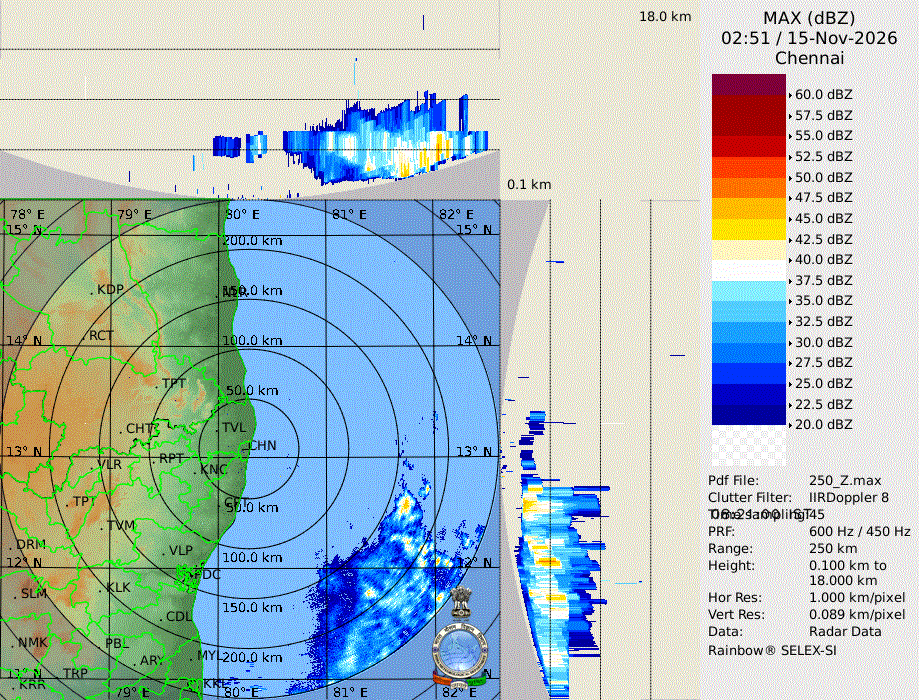 18.0 km
0.1 km
MAX (dBZ)
02:51 / 15-Nov-2026
Chennai
60.0 dBZ
57.5 dBZ
55.0 dBZ
52.5 dBZ
50.0 dBZ
47.5 dBZ
45.0 dBZ
42.5 dBZ
40.0 dBZ
37.5 dBZ
35.0 dBZ
32.5 dBZ
30.0 dBZ
27.5 dBZ
25.0 dBZ
22.5 dBZ
20.0 dBZ
Pdf File: 250_Z.max
Clutter Filter: IIRDoppler 8
Time sampling: 45
PRF: 600 Hz / 450 Hz
Range: 250 km
Height: 0.100 km to
18.000 km
Hor Res: 1.000 km/pixel
Vert Res: 0.089 km/pixel
Data: Radar Data
Rainbow® SELEX-SI
78° E 79° E 80° E 81° E 82° E
15° N 15° N
200.0 km
KDP
150.0 km
RCT
14° N 100.0 km 14° N
TPT
50.0 km
CHT TVL
CHN
13° N 13° N
VLR RPT KNC
TPT
50.0 km
TVM
DRM VLP
100.0 km
12° N 12° N
PDC
SLM KLK
150.0 km
CDL
NMK PBL
ARY MYL 200.0 km
TRP
KRR KKL
79° E 80° E 81° E 82° E